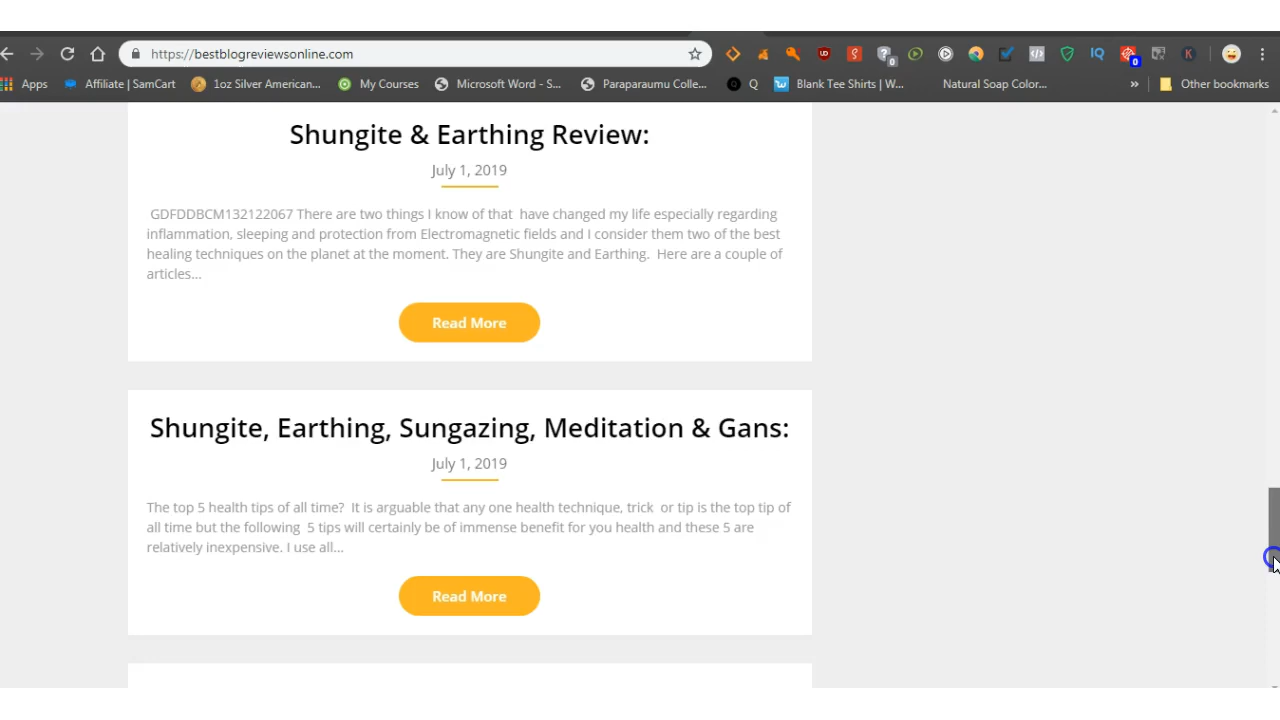 https://bestblogreviewsonline.com
UD
S
0
IQ
0
K
Apps
Affiliate | SamCart
1oz Silver American...
My Courses
Microsoft Word - S...
Paraparaumu Colle...
Q
Blank Tee Shirts | W...
Natural Soap Color...
»
Other bookmarks
Shungite & Earthing Review:
July 1, 2019
GDFDDBCM132122067 There are two things I know of that have changed my life especially regarding
inflammation, sleeping and protection from Electromagnetic fields and I consider them two of the best
healing techniques on the planet at the moment. They are Shungite and Earthing. Here are a couple of
articles...
Read More
Shungite, Earthing, Sungazing, Meditation & Gans:
July 1, 2019
The top 5 health tips of all time? It is arguable that any one health technique, trick or tip is the top tip of
all time but the following 5 tips will certainly be of immense benefit for you health and these 5 are
relatively inexpensive. I use all...
Read More